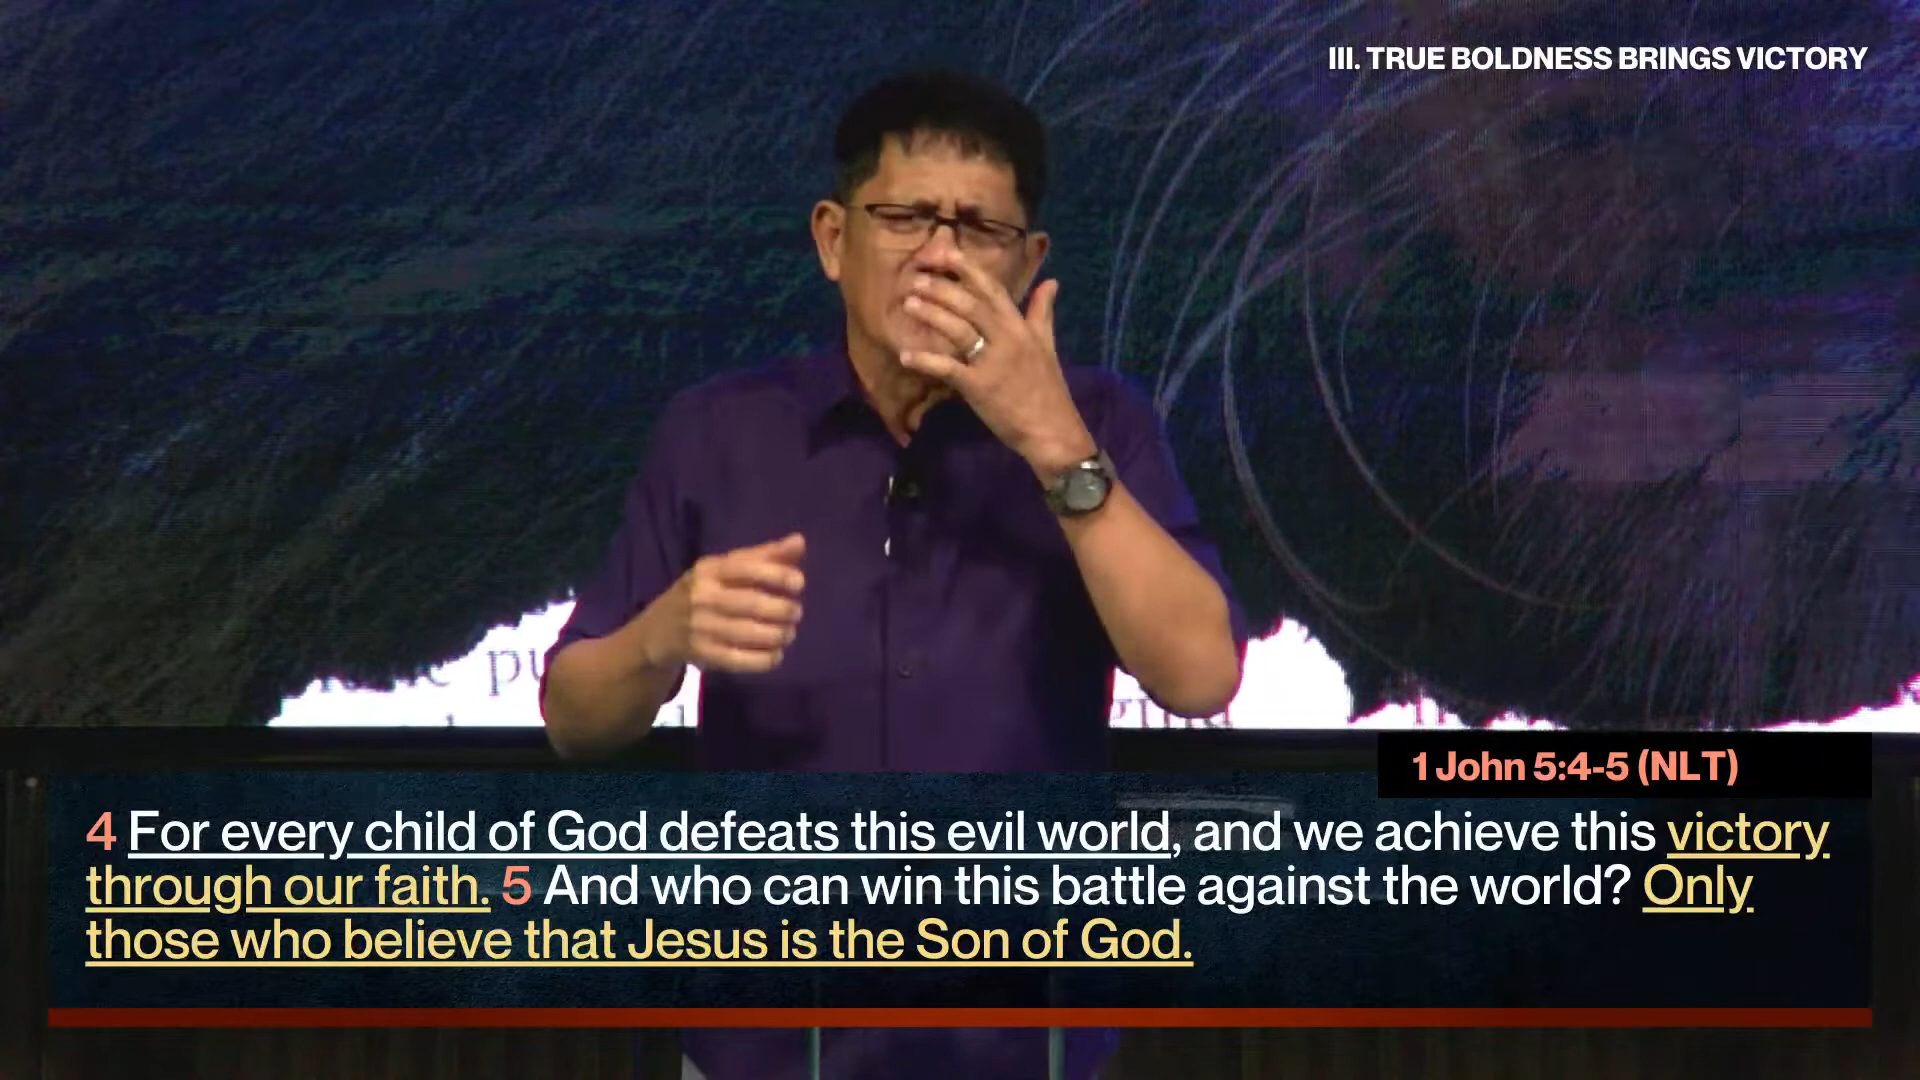 III. TRUE BOLDNESS BRINGS VICTORY
pu
1 John 5:4-5 (NLT)
4 For every child of God defeats this evil world, and we achieve this victory
through our faith. 5 And who can win this battle against the world? Only
those who believe that Jesus is the Son of God.